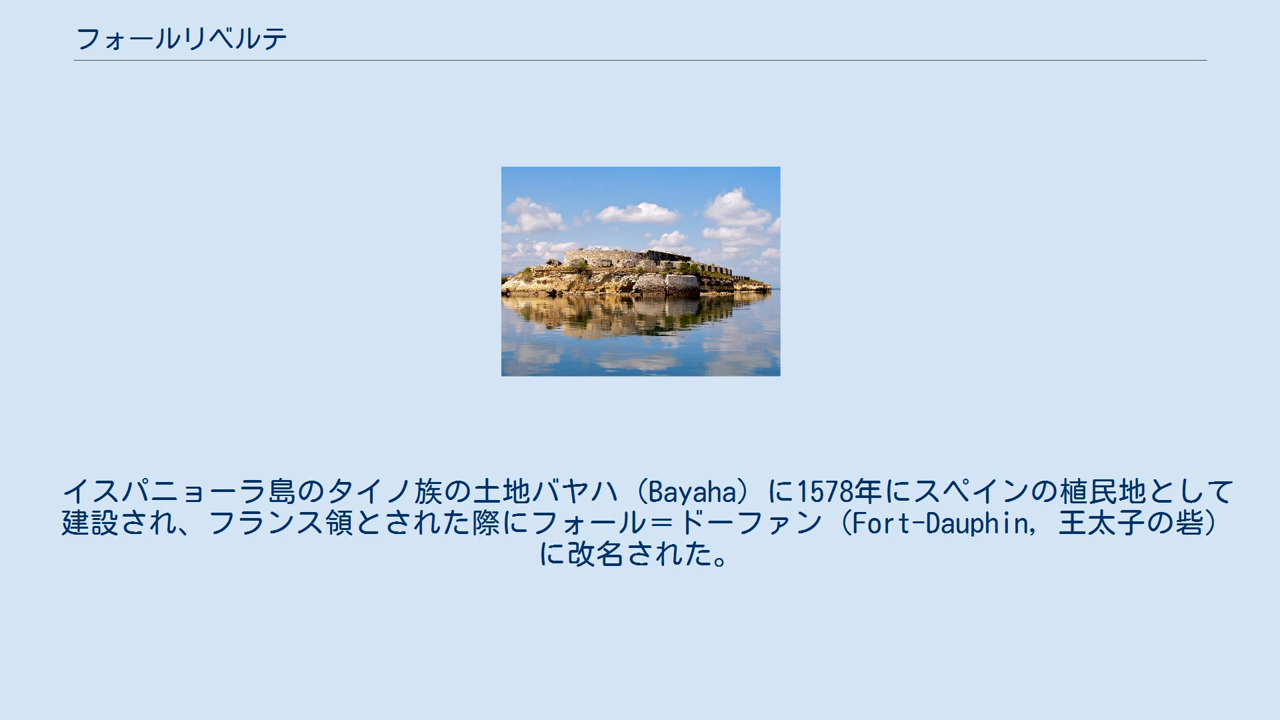 フォールリベルテ
イスパニョーラ島のタイノ族の土地バヤハ（Bayaha）に1578年にスペインの植民地として
建設され、フランス領とされた際にフォール＝ドーファン（Fort-Dauphin, 王太子の砦）
に改名された。